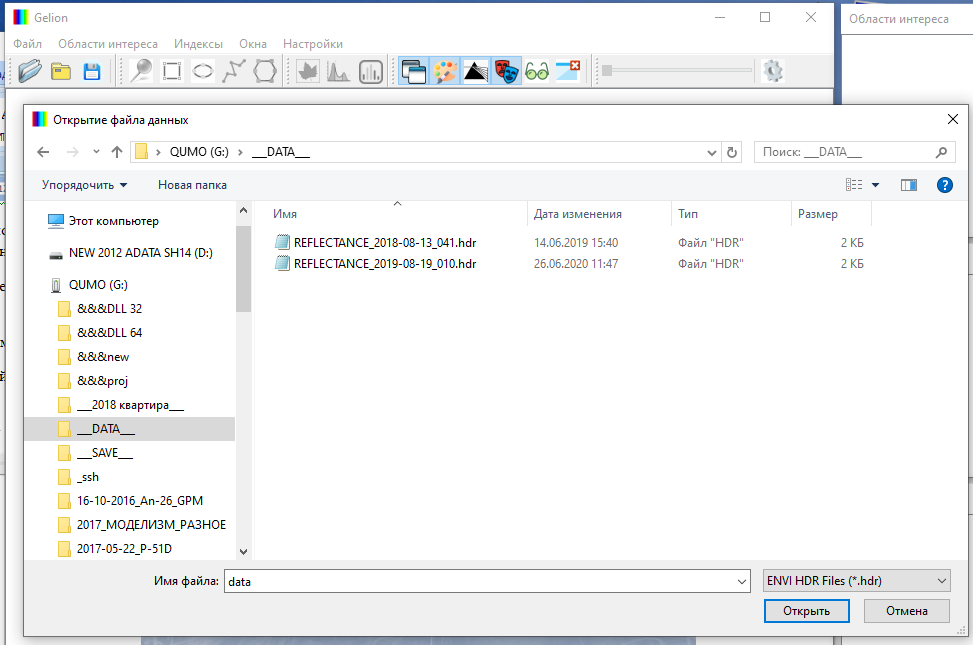 Gelion
Области интереса
Файл Области интереса Индексы Окна Настройки
Открытие файла данных
QUMO (G:) ___DATA___
Поиск: ___DATA___
Упорядочить Новая папка
Имя Дата изменения Тип Размер
REFLECTANCE_2018-08-13_041.hdr 14.06.2019 15:40 Файл "HDR" 2 КБ
REFLECTANCE_2019-08-19_010.hdr 26.06.2020 11:47 Файл "HDR" 2 КБ
Этот компьютер
NEW 2012 ADATA SH14 (D:)
QUMO (G:)
&&&DLL 32
&&&DLL 64
&&&new
&&&proj
___2018 квартира___
___DATA___
___SAVE___
_ssh
16-10-2016_An-26_GPM
2017_МОДЕЛИЗМ_РАЗНОЕ
2017-05-22_P-51D
Имя файла: data ENVI HDR Files (*.hdr)
Открыть Отмена